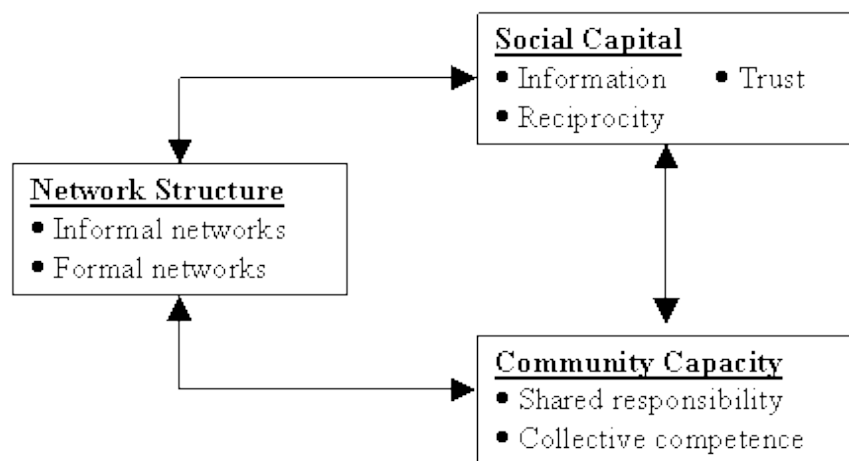 Social Capital
• Information • Trust
• Reciprocity
Network Structure
• Informal networks
• Formal networks
Community Capacity
• Shared responsibility
• Collective competence